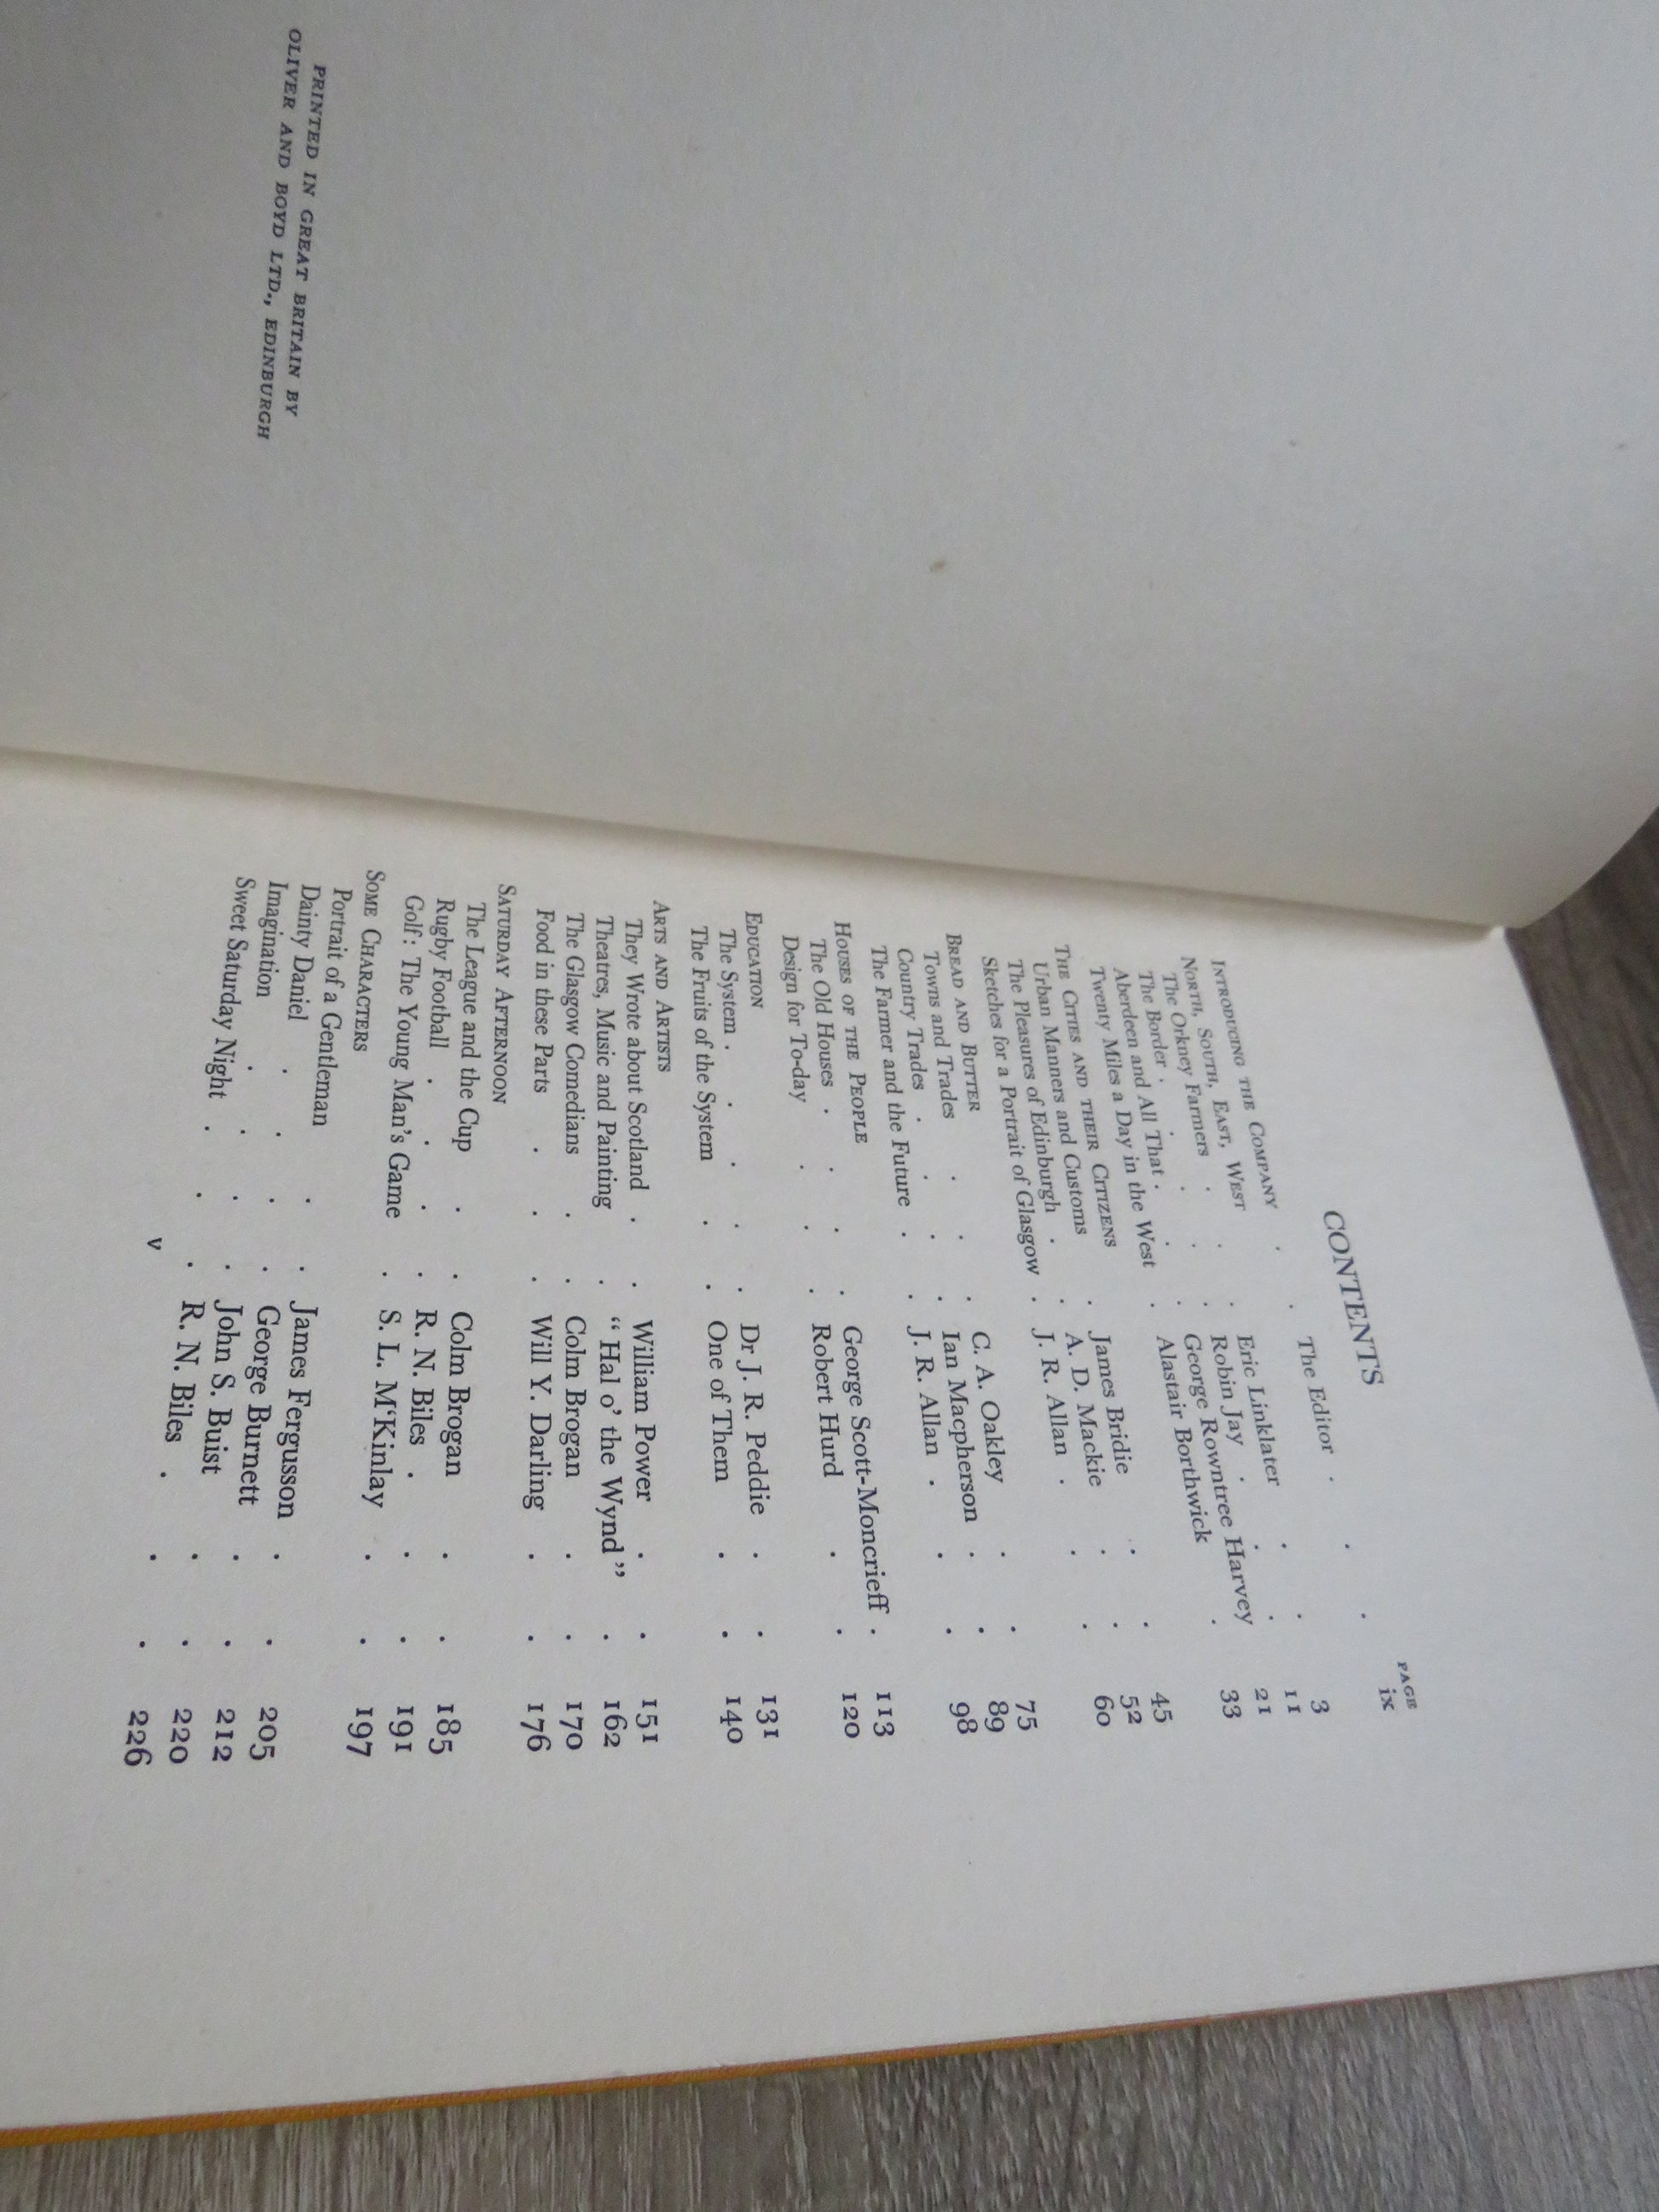 PRINTED IN GREAT BRITAIN BY
OLIVER AND BOYD LTD., EDINBURGH
CONTENTS
PAGE
INTRODUCING THE COMPANY . . The Editor . . . ix
NORTH, SOUTH, EAST, WEST
The Orkney Farmers . . . Eric Linklater . . 3
The Border . . . . . Robin Jay . . . 11
Aberdeen and All That . . . George Rowntree Harvey . 21
Twenty Miles a Day in the West . Alastair Borthwick . 33
THE CITIES AND THEIR CITIZENS
Urban Manners and Customs . James Bridie . . 45
The Pleasures of Edinburgh . . A. D. Mackie . . 52
Sketches for a Portrait of Glasgow . J. R. Allan . . . 60
BREAD AND BUTTER
Towns and Trades . . . C. A. Oakley . . 75
Country Trades . . . . Ian Macpherson . . 89
The Farmer and the Future . . J. R. Allan . . . 98
HOUSES OF THE PEOPLE
The Old Houses . . . . George Scott-Moncrieff . 113
Design for To-day . . . Robert Hurd . . 120
EDUCATION
The System . . . . . Dr J. R. Peddie . . 131
The Fruits of the System . . One of Them . . 140
ARTS AND ARTISTS
They Wrote about Scotland . . William Power . . 151
Theatres, Music and Painting . “ Hal o’ the Wynd ” . 162
The Glasgow Comedians . . Colm Brogan . . 170
Food in these Parts . . . Will Y. Darling . . 176
SATURDAY AFTERNOON
The League and the Cup . . Colm Brogan . . 185
Rugby Football . . . . R. N. Biles . . . 191
Golf : The Young Man’s Game . S. L. M‘Kinlay . . 197
SOME CHARACTERS
Portrait of a Gentleman . . James Fergusson . . 205
Dainty Daniel . . . . George Burnett . . 212
Imagination . . . . John S. Buist . . 220
Sweet Saturday Night . . . R. N. Biles . . . 226
v